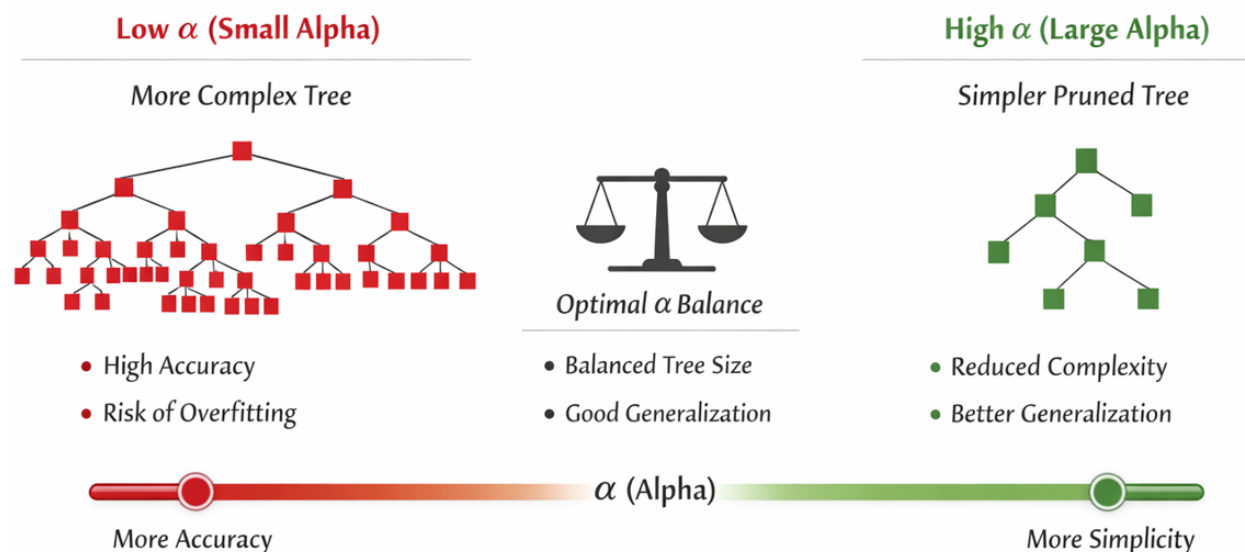 Low α (Small Alpha)
More Complex Tree
• High Accuracy
• Risk of Overfitting
Optimal α Balance
• Balanced Tree Size
• Good Generalization
High α (Large Alpha)
Simpler Pruned Tree
• Reduced Complexity
• Better Generalization
α (Alpha)
More Accuracy
More Simplicity